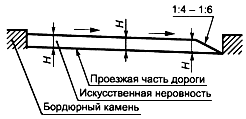 1:4 – 1:6
H
H
H
Проезжая часть дороги
Искусственная неровность
Бордюрный камень